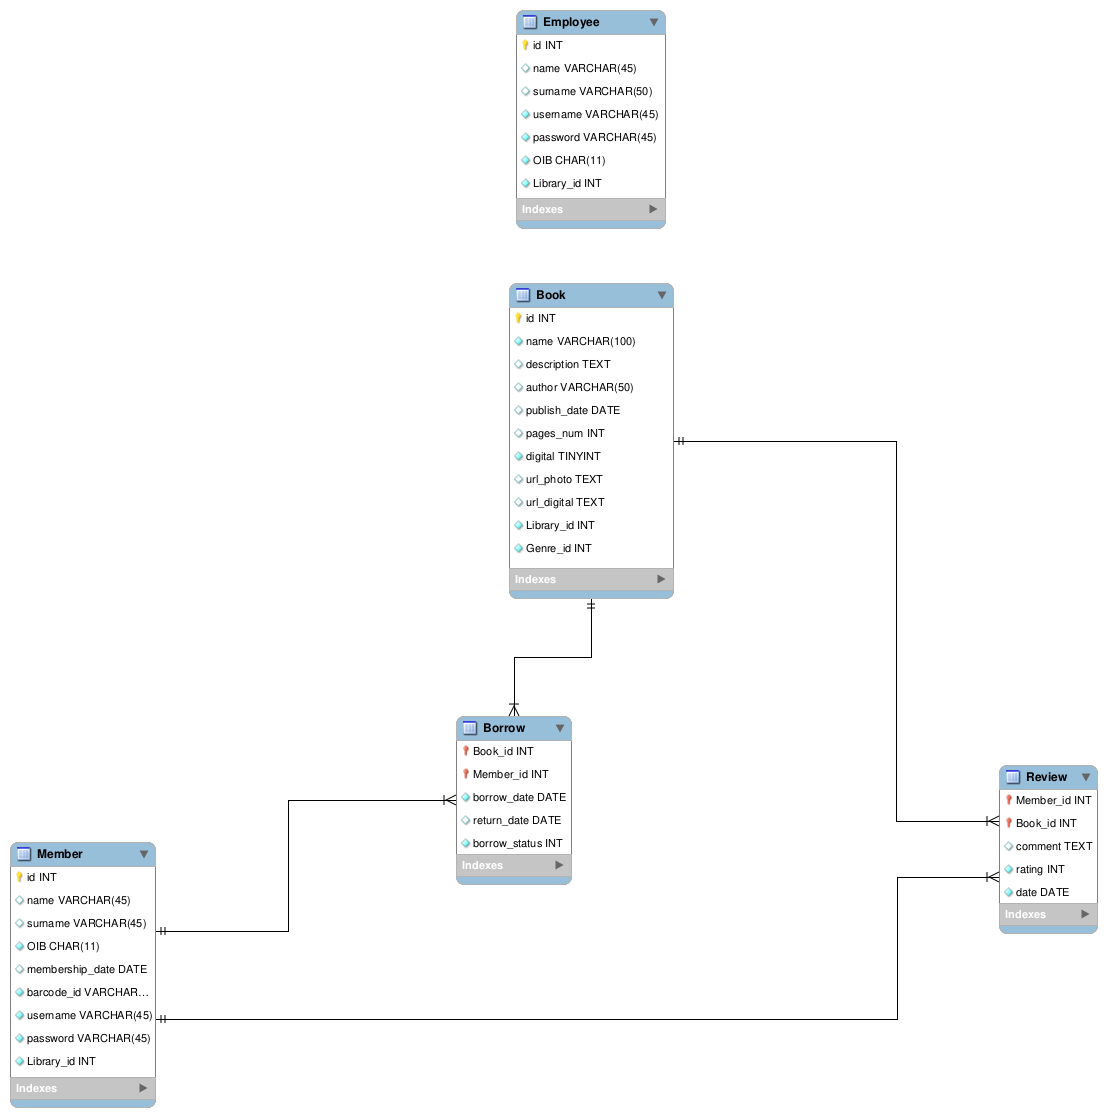 Employee
id INT
name VARCHAR(45)
surname VARCHAR(50)
username VARCHAR(45)
password VARCHAR(45)
OIB CHAR(11)
Library_id INT
Indexes
Book
id INT
name VARCHAR(100)
description TEXT
author VARCHAR(50)
publish_date DATE
pages_num INT
digital TINYINT
url_photo TEXT
url_digital TEXT
Library_id INT
Genre_id INT
Indexes
Borrow
Book_id INT
Member_id INT
borrow_date DATE
return_date DATE
borrow_status INT
Indexes
Review
Member_id INT
Book_id INT
comment TEXT
rating INT
date DATE
Indexes
Member
id INT
name VARCHAR(45)
surname VARCHAR(45)
OIB CHAR(11)
membership_date DATE
barcode_id VARCHAR...
username VARCHAR(45)
password VARCHAR(45)
Library_id INT
Indexes